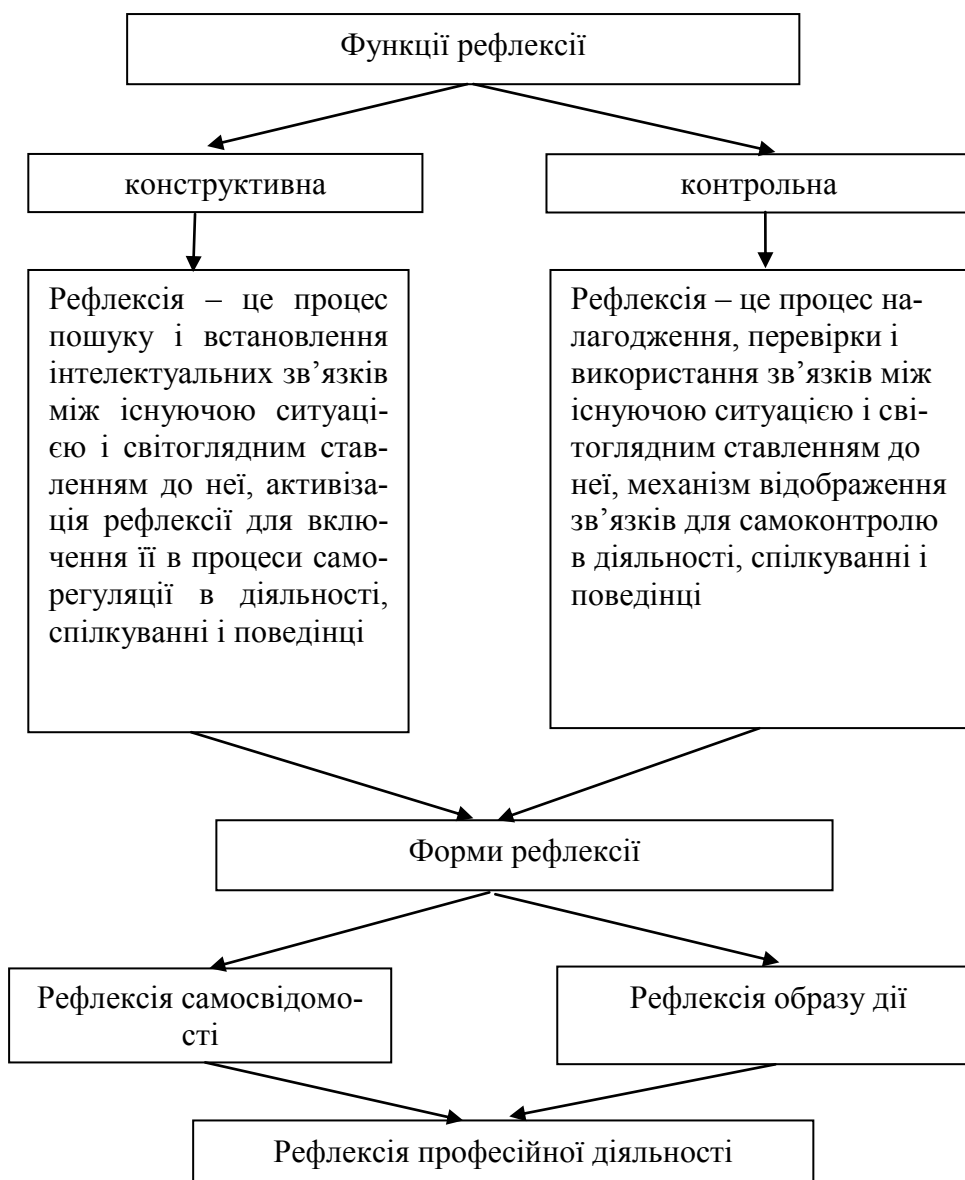 Функції рефлексії
конструктивна
контрольна
Рефлексія – це процес
пошуку і встановлення
інтелектуальних зв’язків
між існуючою ситуаці-
єю і світоглядним став-
ленням до неї, активіза-
ція рефлексії для вклю-
чення її в процеси само-
регуляції в діяльності,
спілкуванні і поведінці
Рефлексія – це процес на-
лагодження, перевірки і
використання зв’язків між
існуючою ситуацією і сві-
тоглядним ставленням до
неї, механізм відображення
зв’язків для самоконтролю
в діяльності, спілкуванні і
поведінці
Форми рефлексії
Рефлексія самосвідомо-
сті
Рефлексія образу дії
Рефлексія професійної діяльності